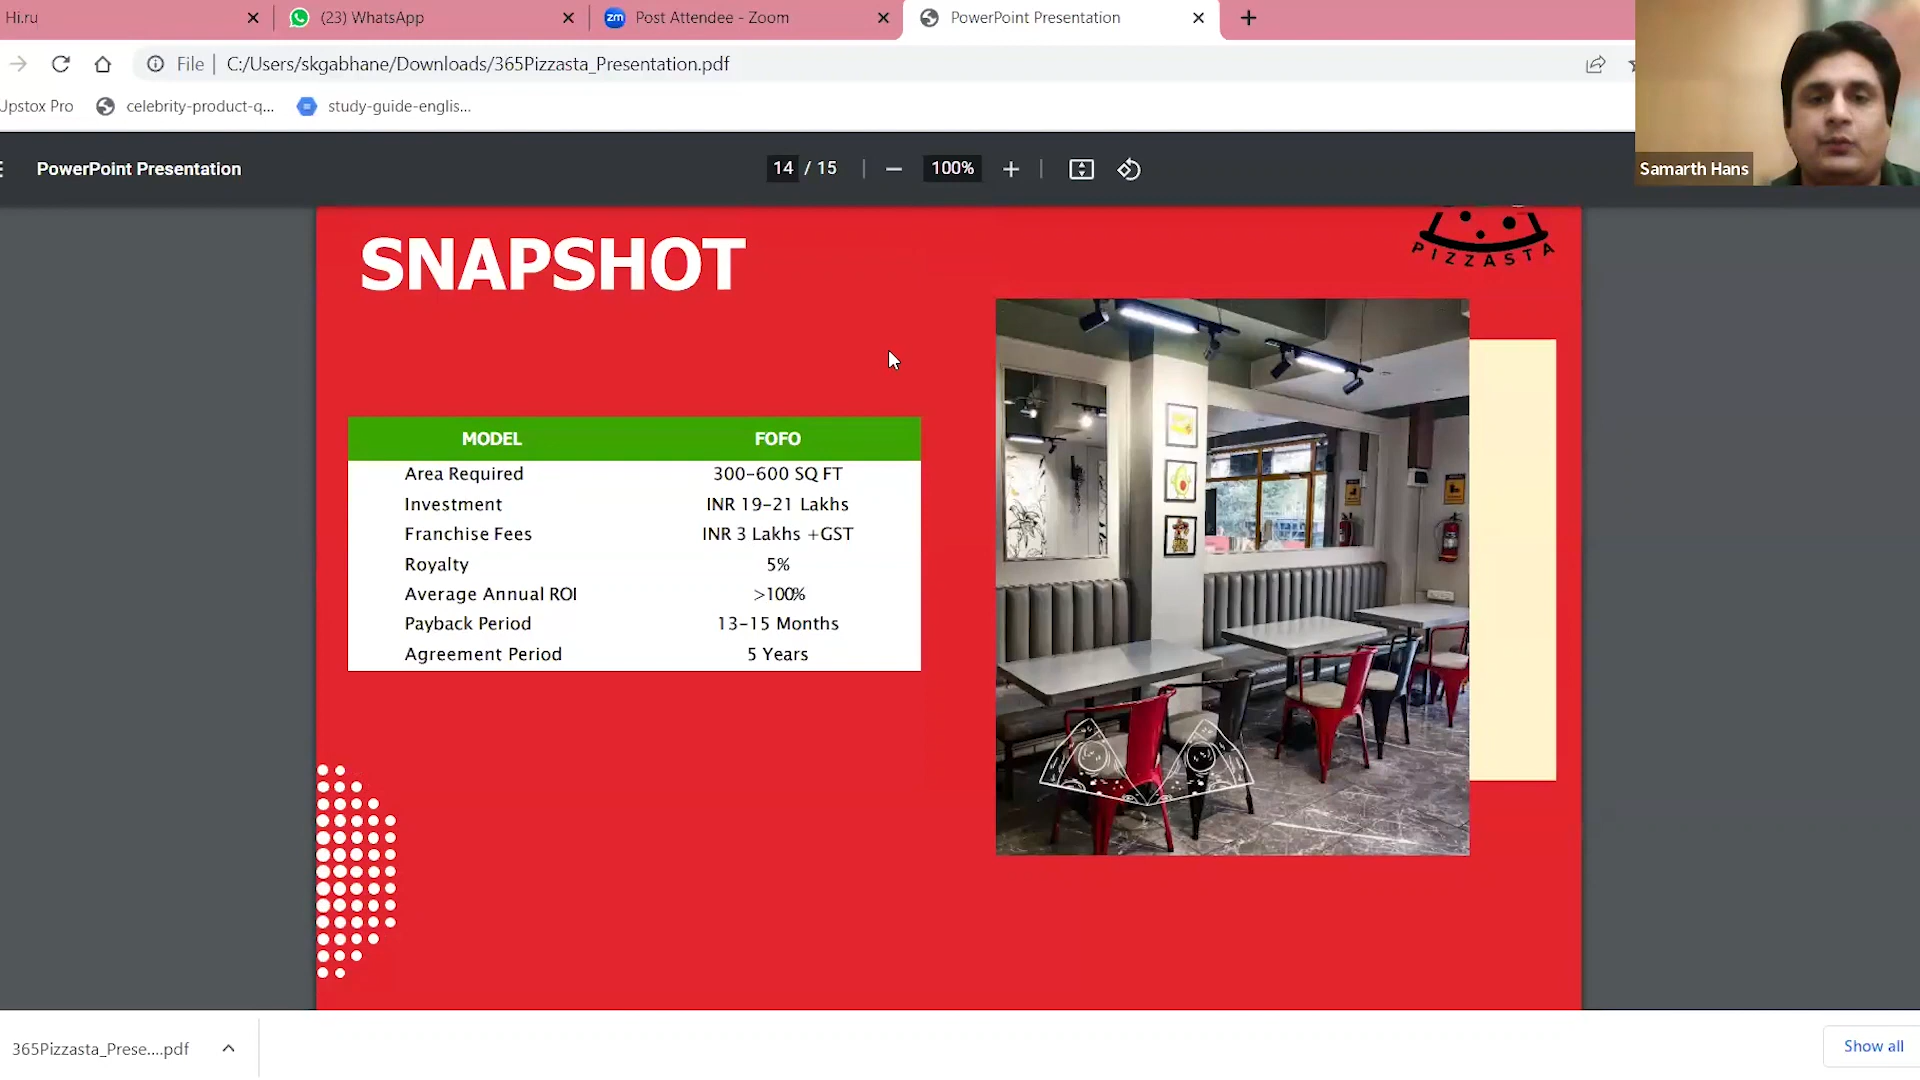 Hi.ru
(23) WhatsApp
zm Post Attendee - Zoom
PowerPoint Presentation
File | C:/Users/skgabhane/Downloads/365Pizzasta_Presentation.pdf
Upstox Pro
celebrity-product-q...
study-guide-englis...
Samarth Hans
PowerPoint Presentation
14 / 15
100%
SNAPSHOT
PIZZASTA
MODEL FOFO
Area Required 300-600 SQ FT
Investment INR 19-21 Lakhs
Franchise Fees INR 3 Lakhs +GST
Royalty 5%
Average Annual ROI >100%
Payback Period 13-15 Months
Agreement Period 5 Years
365Pizzasta_Prese....pdf
Show all